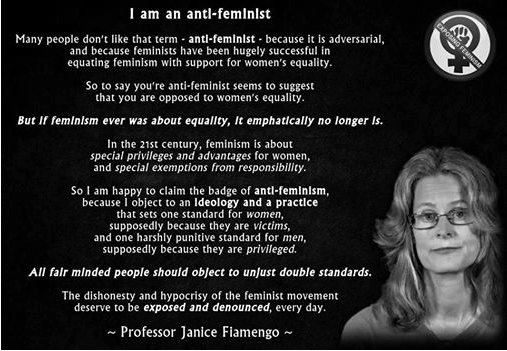 I am an anti-feminist
EXPOSING FEMINISM
Many people don't like that term - anti-feminist - because it is adversarial,
and because feminists have been hugely successful in
equating feminism with support for women's equality.
So to say you're anti-feminist seems to suggest
that you are opposed to women's equality.
But if feminism ever was about equality, it emphatically no longer is.
In the 21st century, feminism is about
special privileges and advantages for women,
and special exemptions from responsibility.
So I am happy to claim the badge of anti-feminism,
because I object to an ideology and a practice
that sets one standard for women,
supposedly because they are victims,
and one harshly punitive standard for men,
supposedly because they are privileged.
All fair minded people should object to unjust double standards.
The dishonesty and hypocrisy of the feminist movement
deserve to be exposed and denounced, every day.
~ Professor Janice Fiamengo ~